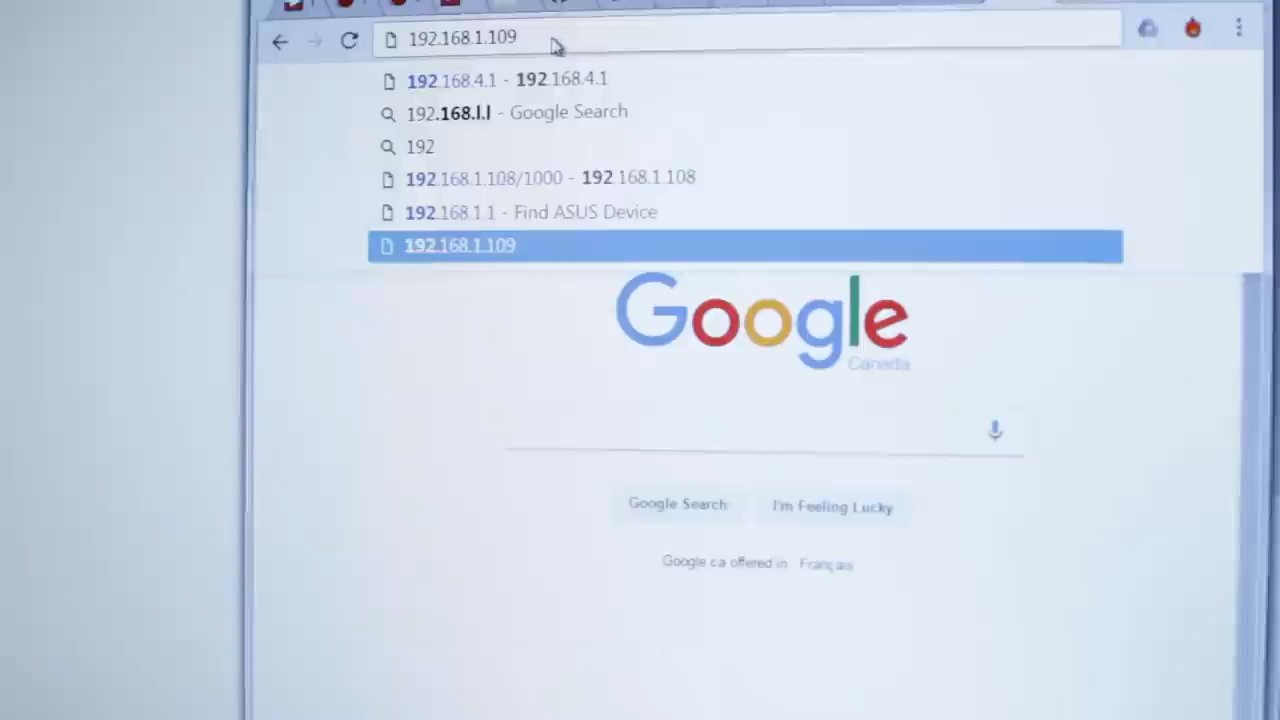 192.168.1.109
192.168.4.1 - 192.168.4.1
192.168.l.l - Google Search
192
192.168.1.108/1000 - 192.168.1.108
192.168.1.1 - Find ASUS Device
192.168.1.109
Google
Canada
Google Search I'm Feeling Lucky
Google.ca offered in: Français